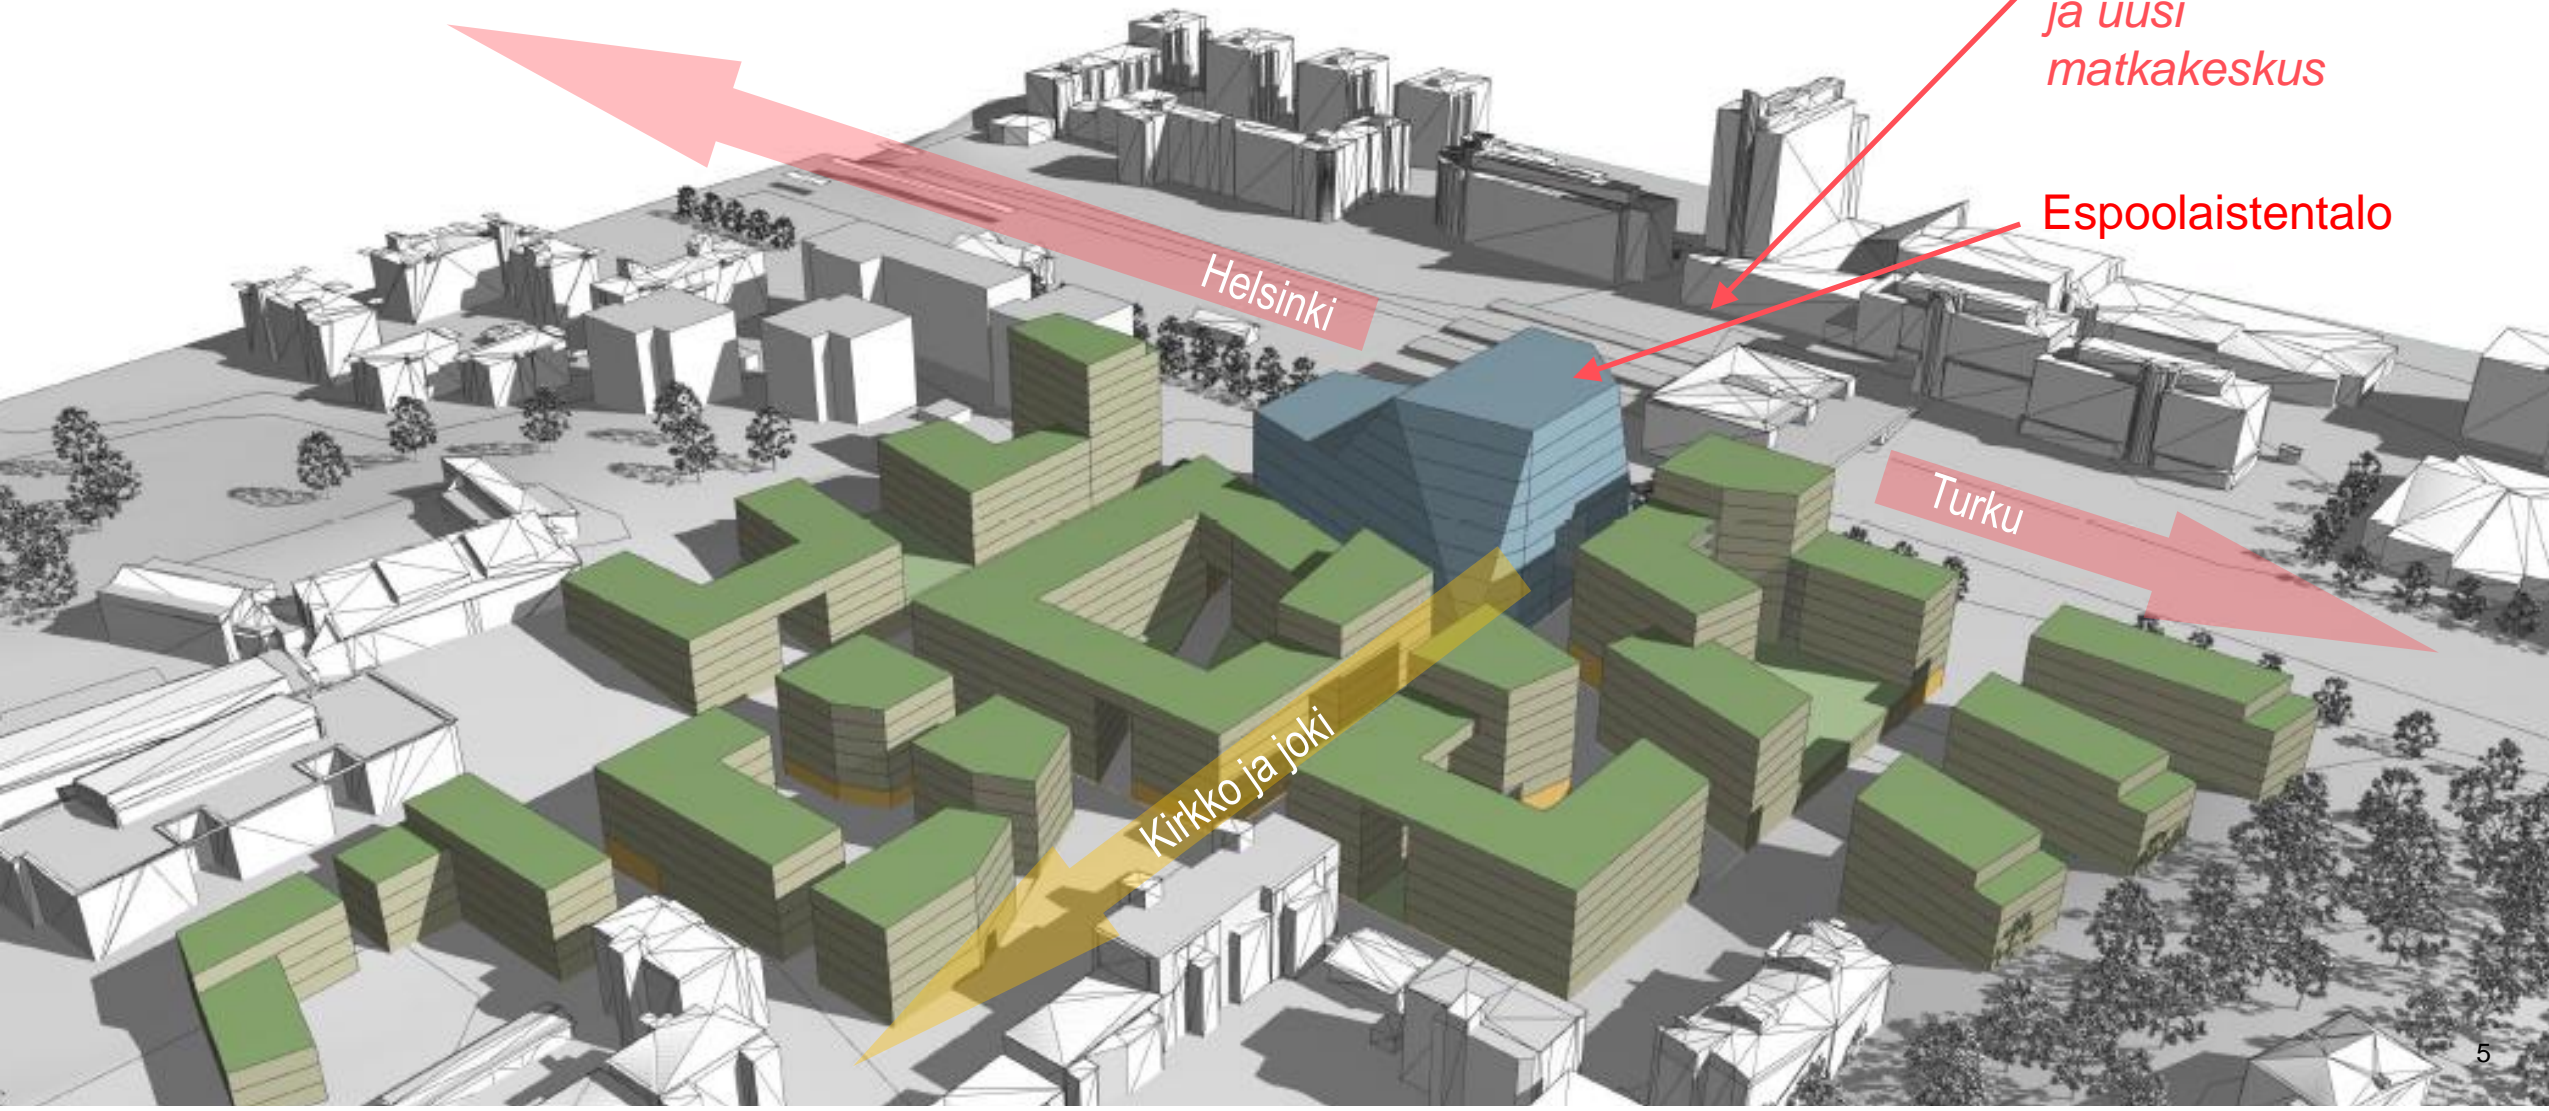 ja uusi
matkakeskus
Espoolaistentalo
Helsinki
Turku
Kirkko ja joki
5